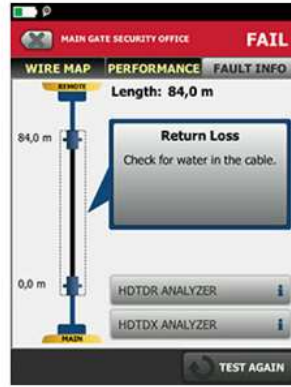 MAIN GATE SECURITY OFFICE FAIL
WIRE MAP PERFORMANCE FAULT INFO
REMOTE
Length: 84,0 m
84,0 m
Return Loss
Check for water in the cable.
0,0 m
HDTDR ANALYZER i
HDTDX ANALYZER i
MAIN
TEST AGAIN